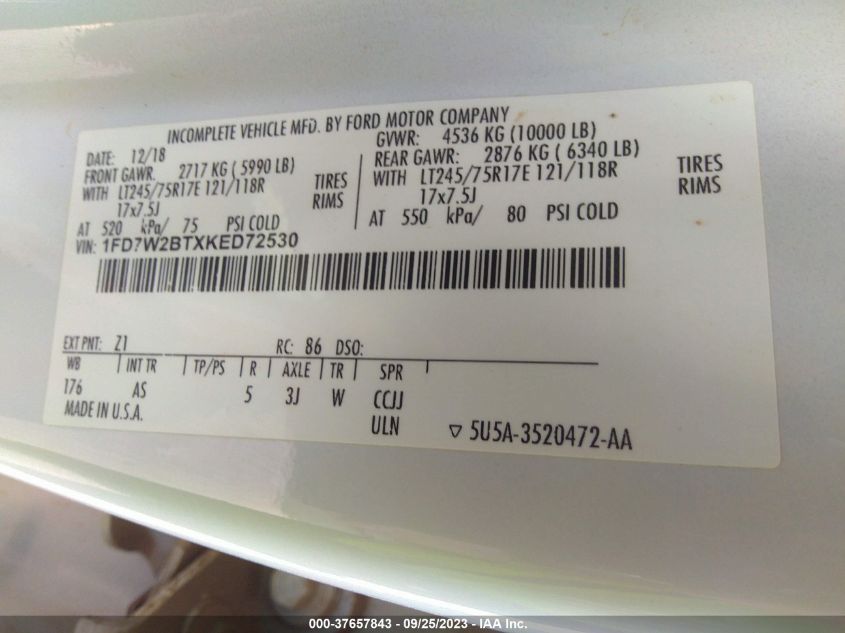 INCOMPLETE VEHICLE MFD. BY FORD MOTOR COMPANY
DATE: 12/18
GVWR: 4536 KG (10000 LB)
FRONT GAWR: 2717 KG ( 5990 LB)
REAR GAWR: 2876 KG ( 6340 LB)
WITH LT245/75R17E 121/118R TIRES
WITH LT245/75R17E 121/118R TIRES
17x7.5J RIMS
17x7.5J RIMS
AT 520 kPa/ 75 PSI COLD
AT 550 kPa/ 80 PSI COLD
VIN: 1FD7W2BTXKED72530
EXT PNT: Z1 RC: 86 DSO:
WB INT TR TP/PS R AXLE TR SPR
176 AS 5 3J W CCJJ
MADE IN U.S.A. ULN ▽ 5U5A-3520472-AA
000-37657843 - 09/25/2023 - IAA Inc.